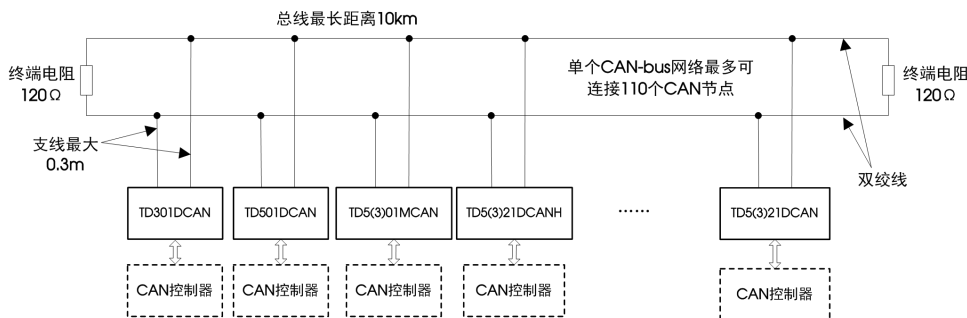 总线最长距离10km
终端电阻
120Ω
单个CAN-bus网络最多可
连接110个CAN节点
终端电阻
120Ω
支线最大
0.3m
双绞线
TD301DCAN
TD501DCAN
TD5(3)01MCAN
TD5(3)21DCANH
······
TD5(3)21DCAN
CAN控制器
CAN控制器
CAN控制器
CAN控制器
CAN控制器